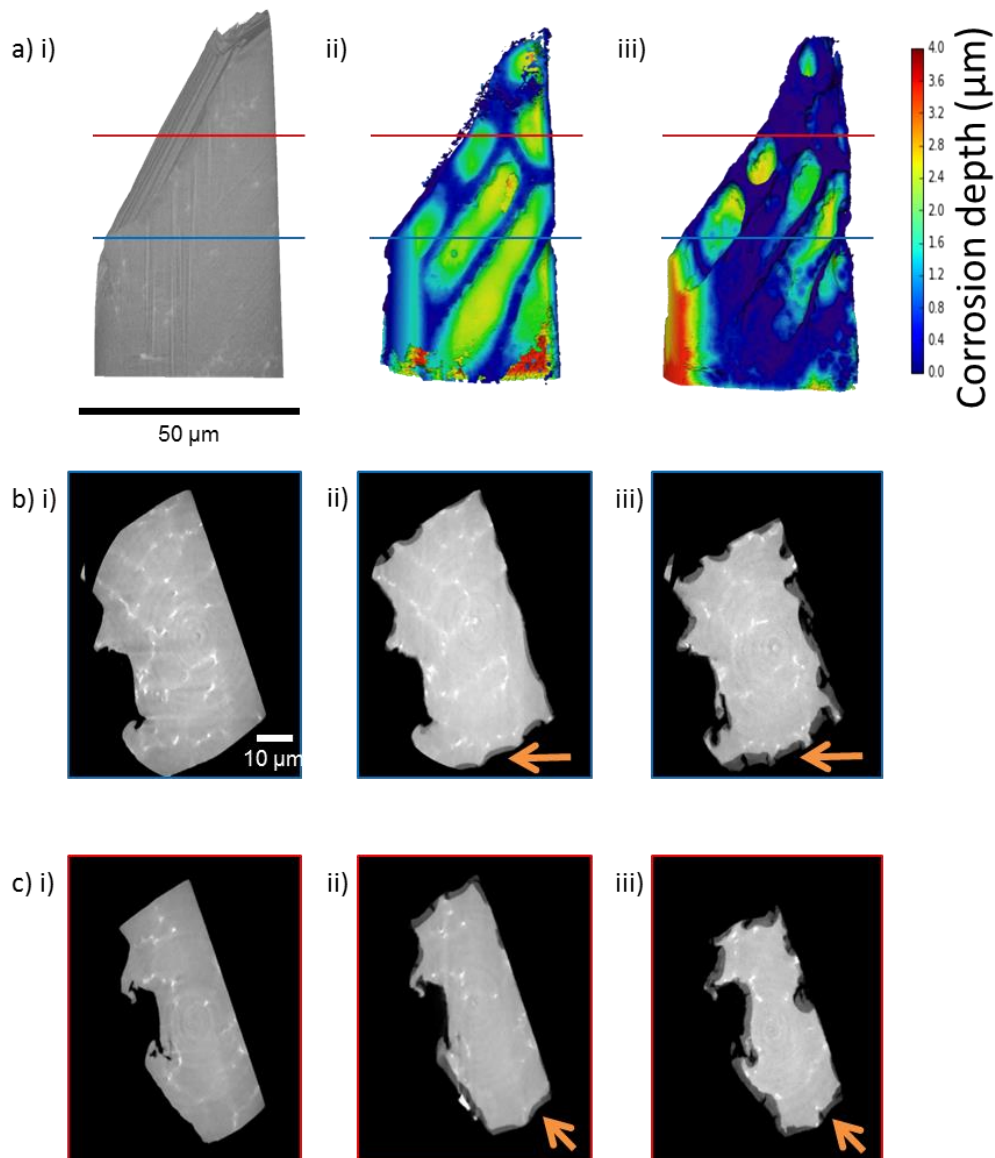 a) i)
ii)
iii)
4.0
3.6
3.2
2.8
2.4
2.0
1.6
1.2
0.8
0.4
0.0
Corrosion depth (μm)
50 μm
b) i)
ii)
iii)
10 μm
c) i)
ii)
iii)